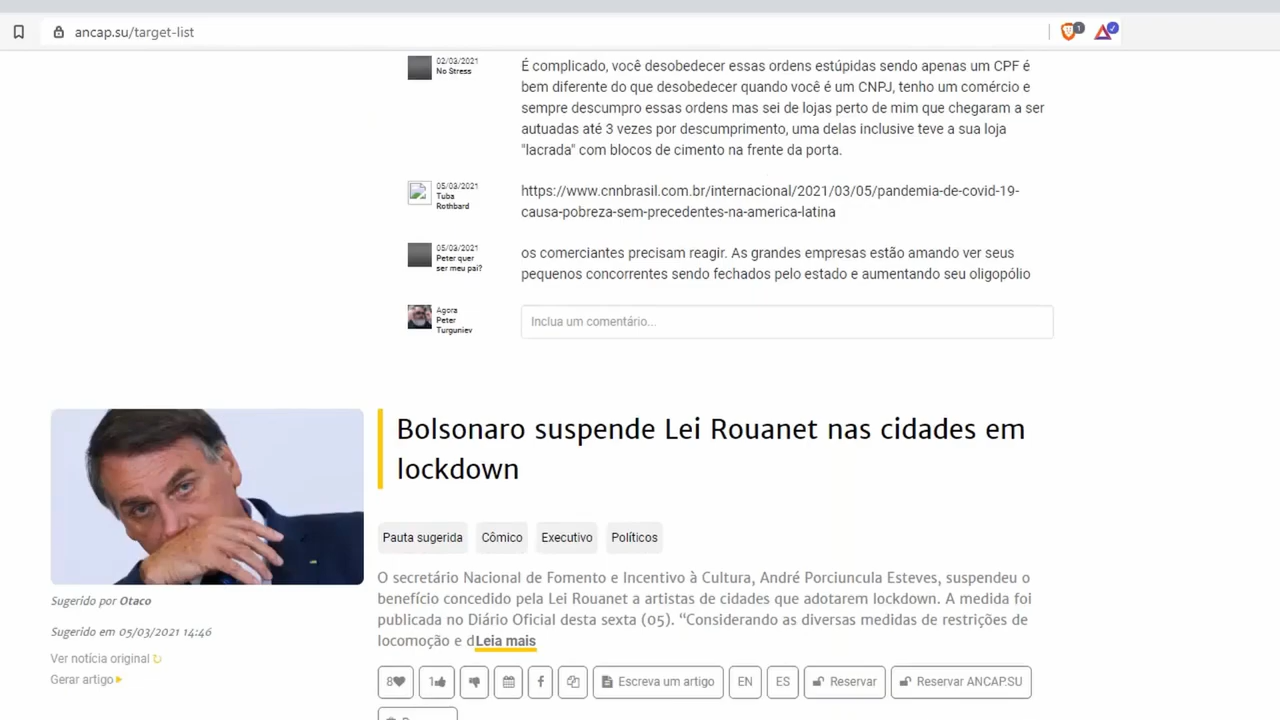 ancap.su/target-list
1
02/03/2021
No Stress
É complicado, você desobedecer essas ordens estúpidas sendo apenas um CPF é
bem diferente do que desobedecer quando você é um CNPJ, tenho um comércio e
sempre descumpro essas ordens mas sei de lojas perto de mim que chegaram a ser
autuadas até 3 vezes por descumprimento, uma delas inclusive teve a sua loja
"lacrada" com blocos de cimento na frente da porta.
05/03/2021
Tuba
Rothbard
https://www.cnnbrasil.com.br/internacional/2021/03/05/pandemia-de-covid-19-
causa-pobreza-sem-precedentes-na-america-latina
05/03/2021
Peter quer
ser meu pai?
os comerciantes precisam reagir. As grandes empresas estão amando ver seus
pequenos concorrentes sendo fechados pelo estado e aumentando seu oligopólio
Agora
Peter
Turguniev
Inclua um comentário...
Bolsonaro suspende Lei Rouanet nas cidades em
lockdown
Pauta sugerida Cômico Executivo Políticos
O secretário Nacional de Fomento e Incentivo à Cultura, André Porciuncula Esteves, suspendeu o
benefício concedido pela Lei Rouanet a artistas de cidades que adotarem lockdown. A medida foi
publicada no Diário Oficial desta sexta (05). “Considerando as diversas medidas de restrições de
locomoção e dLeia mais
Sugerido por Otaco
Sugerido em 05/03/2021 14:46
Ver notícia original
Gerar artigo
8 1 Escreva um artigo EN ES Reservar Reservar ANCAP.SU